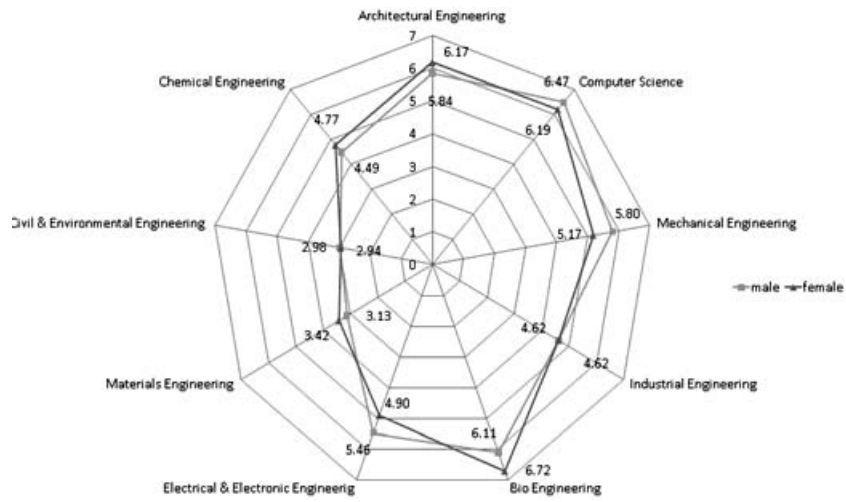 Architectural Engineering
7
6.17
6
6.47
Chemical Engineering
Computer Science
5
5.84
4.77
6.19
4
4.49
3
2
5.80
Civil & Environmental Engineering
Mechanical Engineering
1
5.17
2.98
2.94
0
male
female
3.13
4.62
3.42
4.62
Materials Engineering
Industrial Engineering
4.90
6.11
5.46
6.72
Electrical & Electronic Engineerig
Bio Engineering